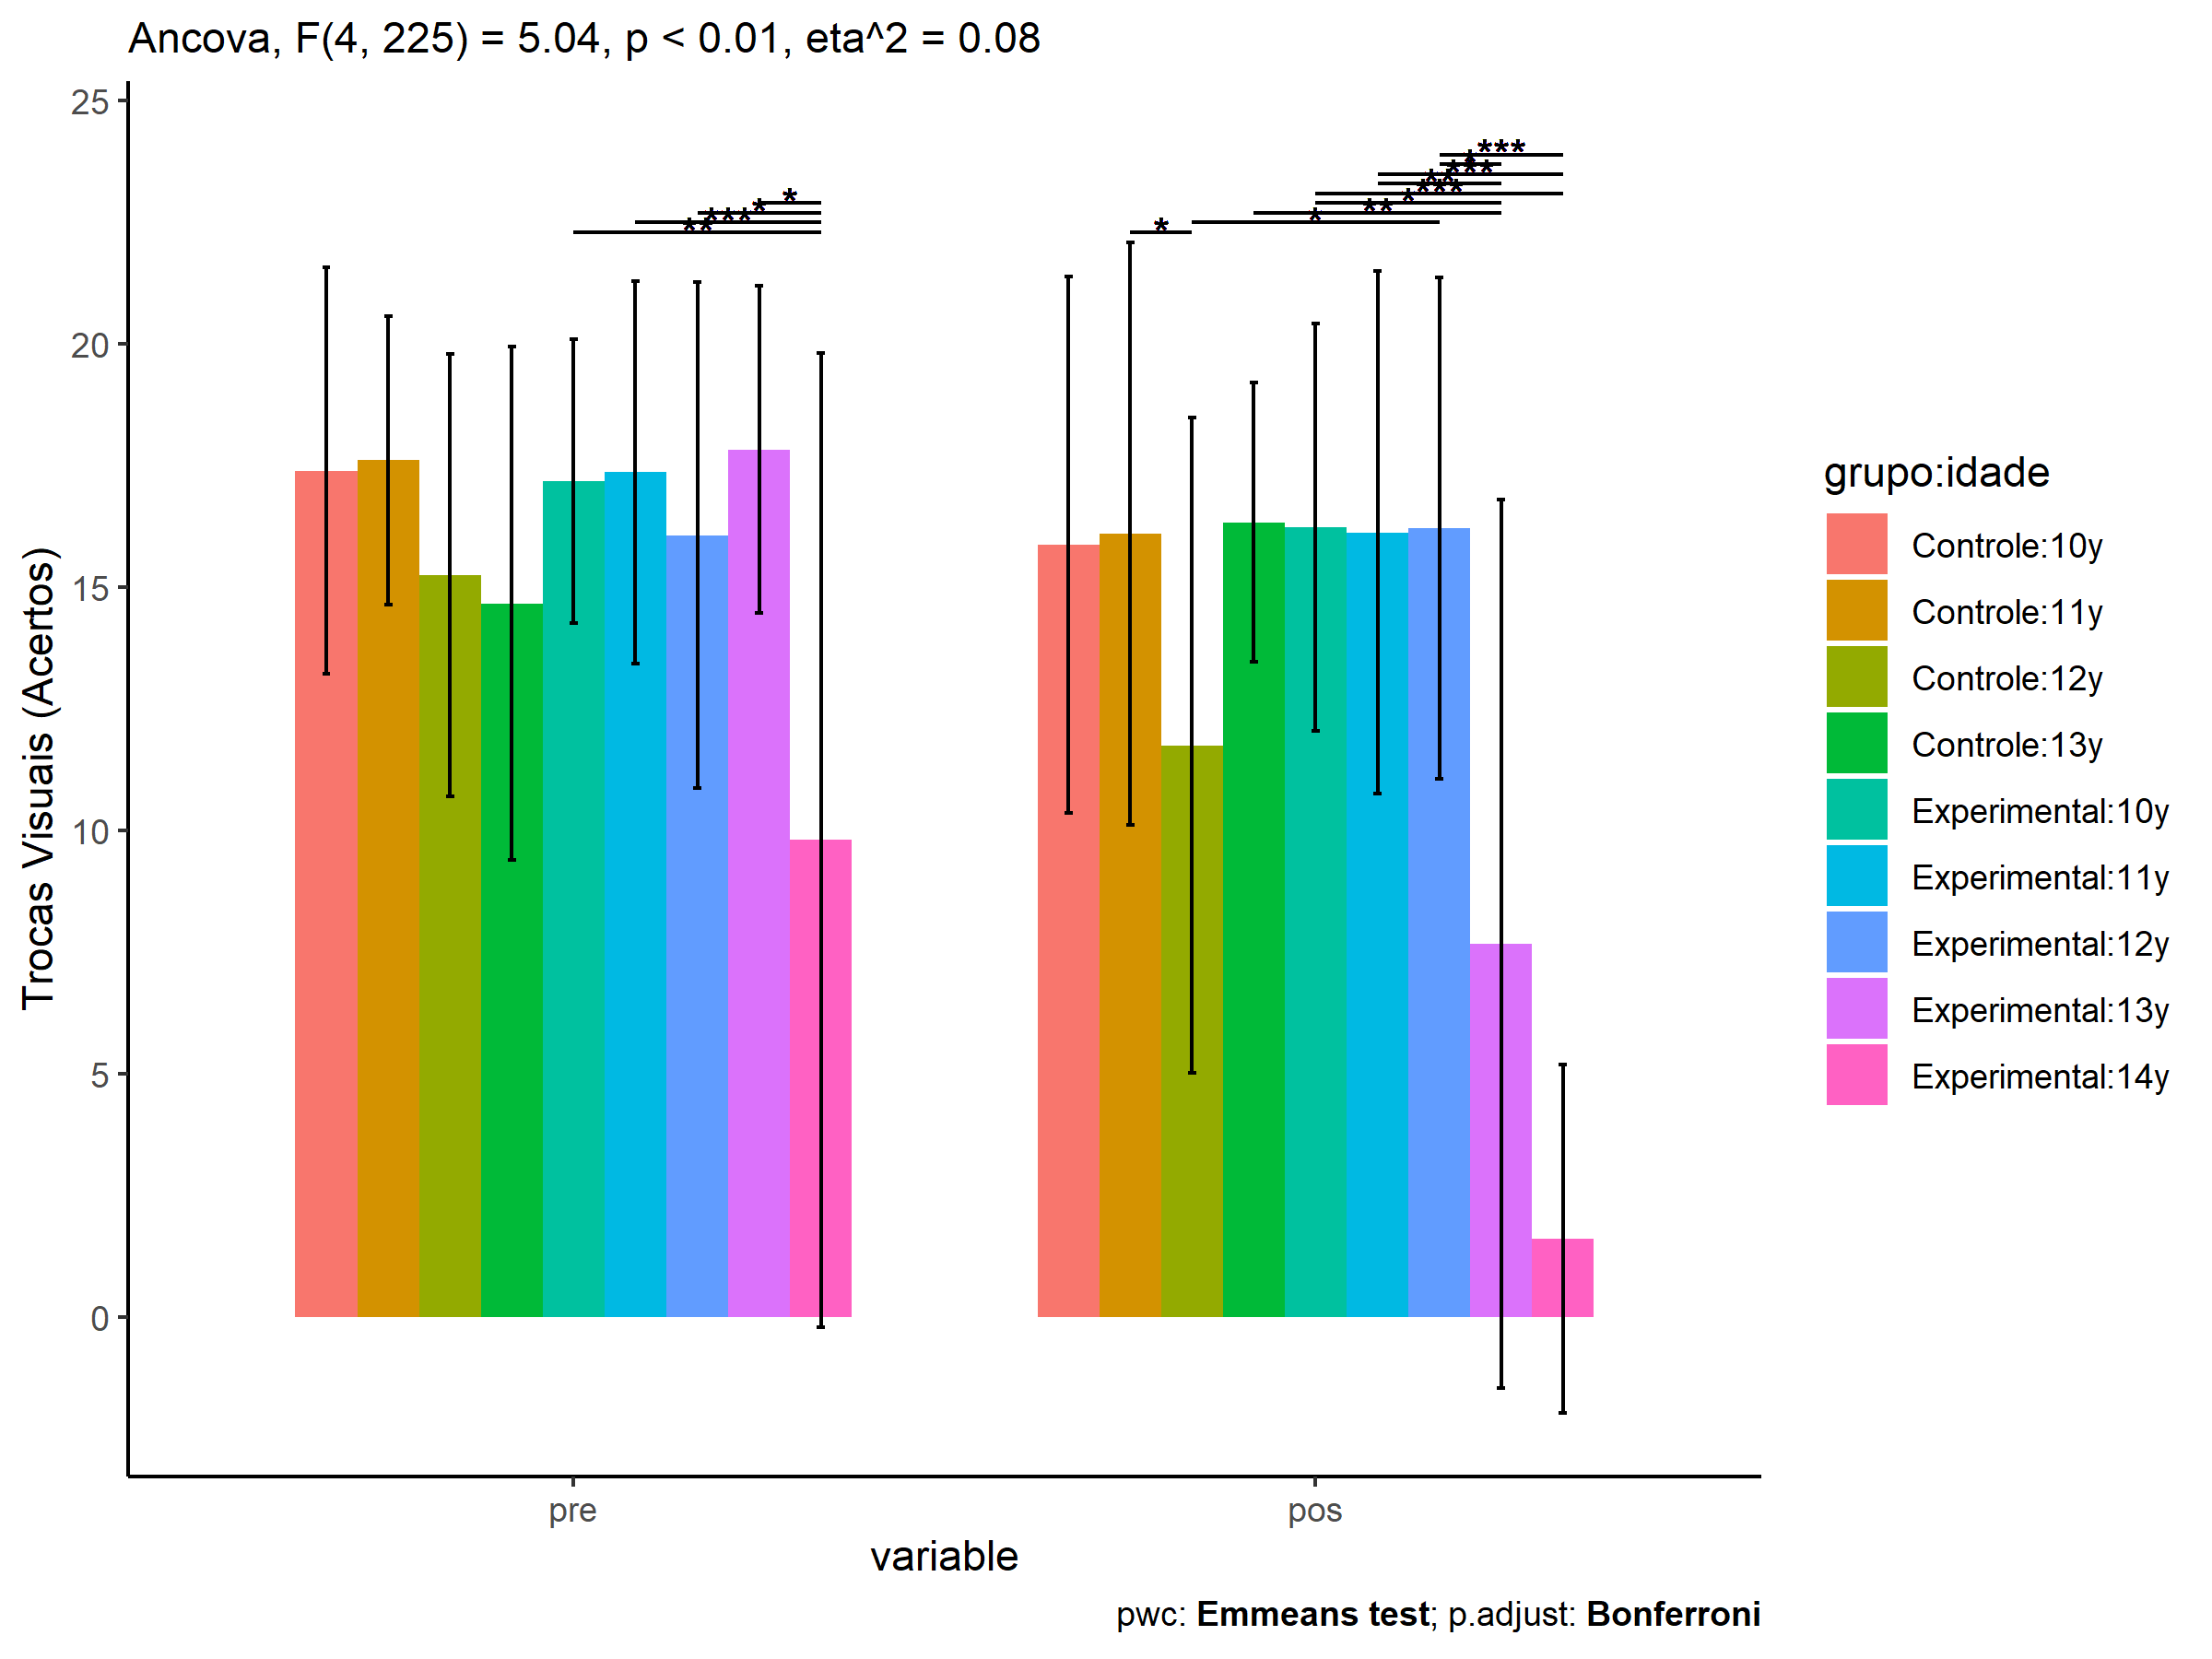 Ancova, F(4, 225) = 5.04, p < 0.01, eta^2 = 0.08
Trocas Visuais (Acertos)
25
20
15
10
5
0
pre
pos
variable
grupo:idade
Controle:10y
Controle:11y
Controle:12y
Controle:13y
Experimental:10y
Experimental:11y
Experimental:12y
Experimental:13y
Experimental:14y
pwc: Emmeans test; p.adjust: Bonferroni